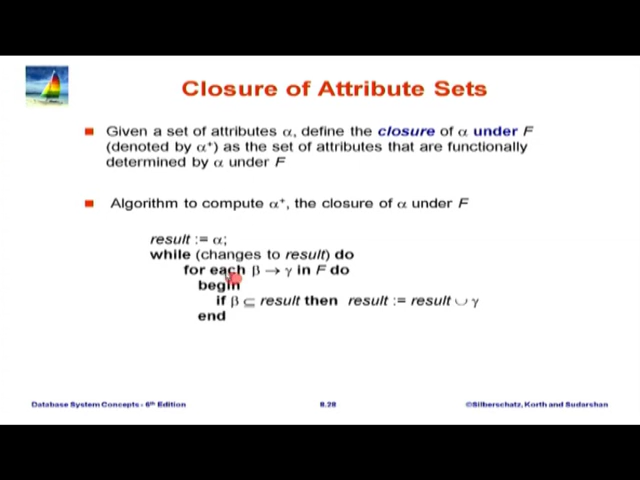 Closure of Attribute Sets
Given a set of attributes α, define the closure of α under F
(denoted by α⁺) as the set of attributes that are functionally
determined by α under F
Algorithm to compute α⁺, the closure of α under F
result := α;
while (changes to result) do
for each β → γ in F do
begin
if β ⊆ result then result := result ∪ γ
end
Database System Concepts - 6th Edition 8.28 ©Silberschatz, Korth and Sudarshan